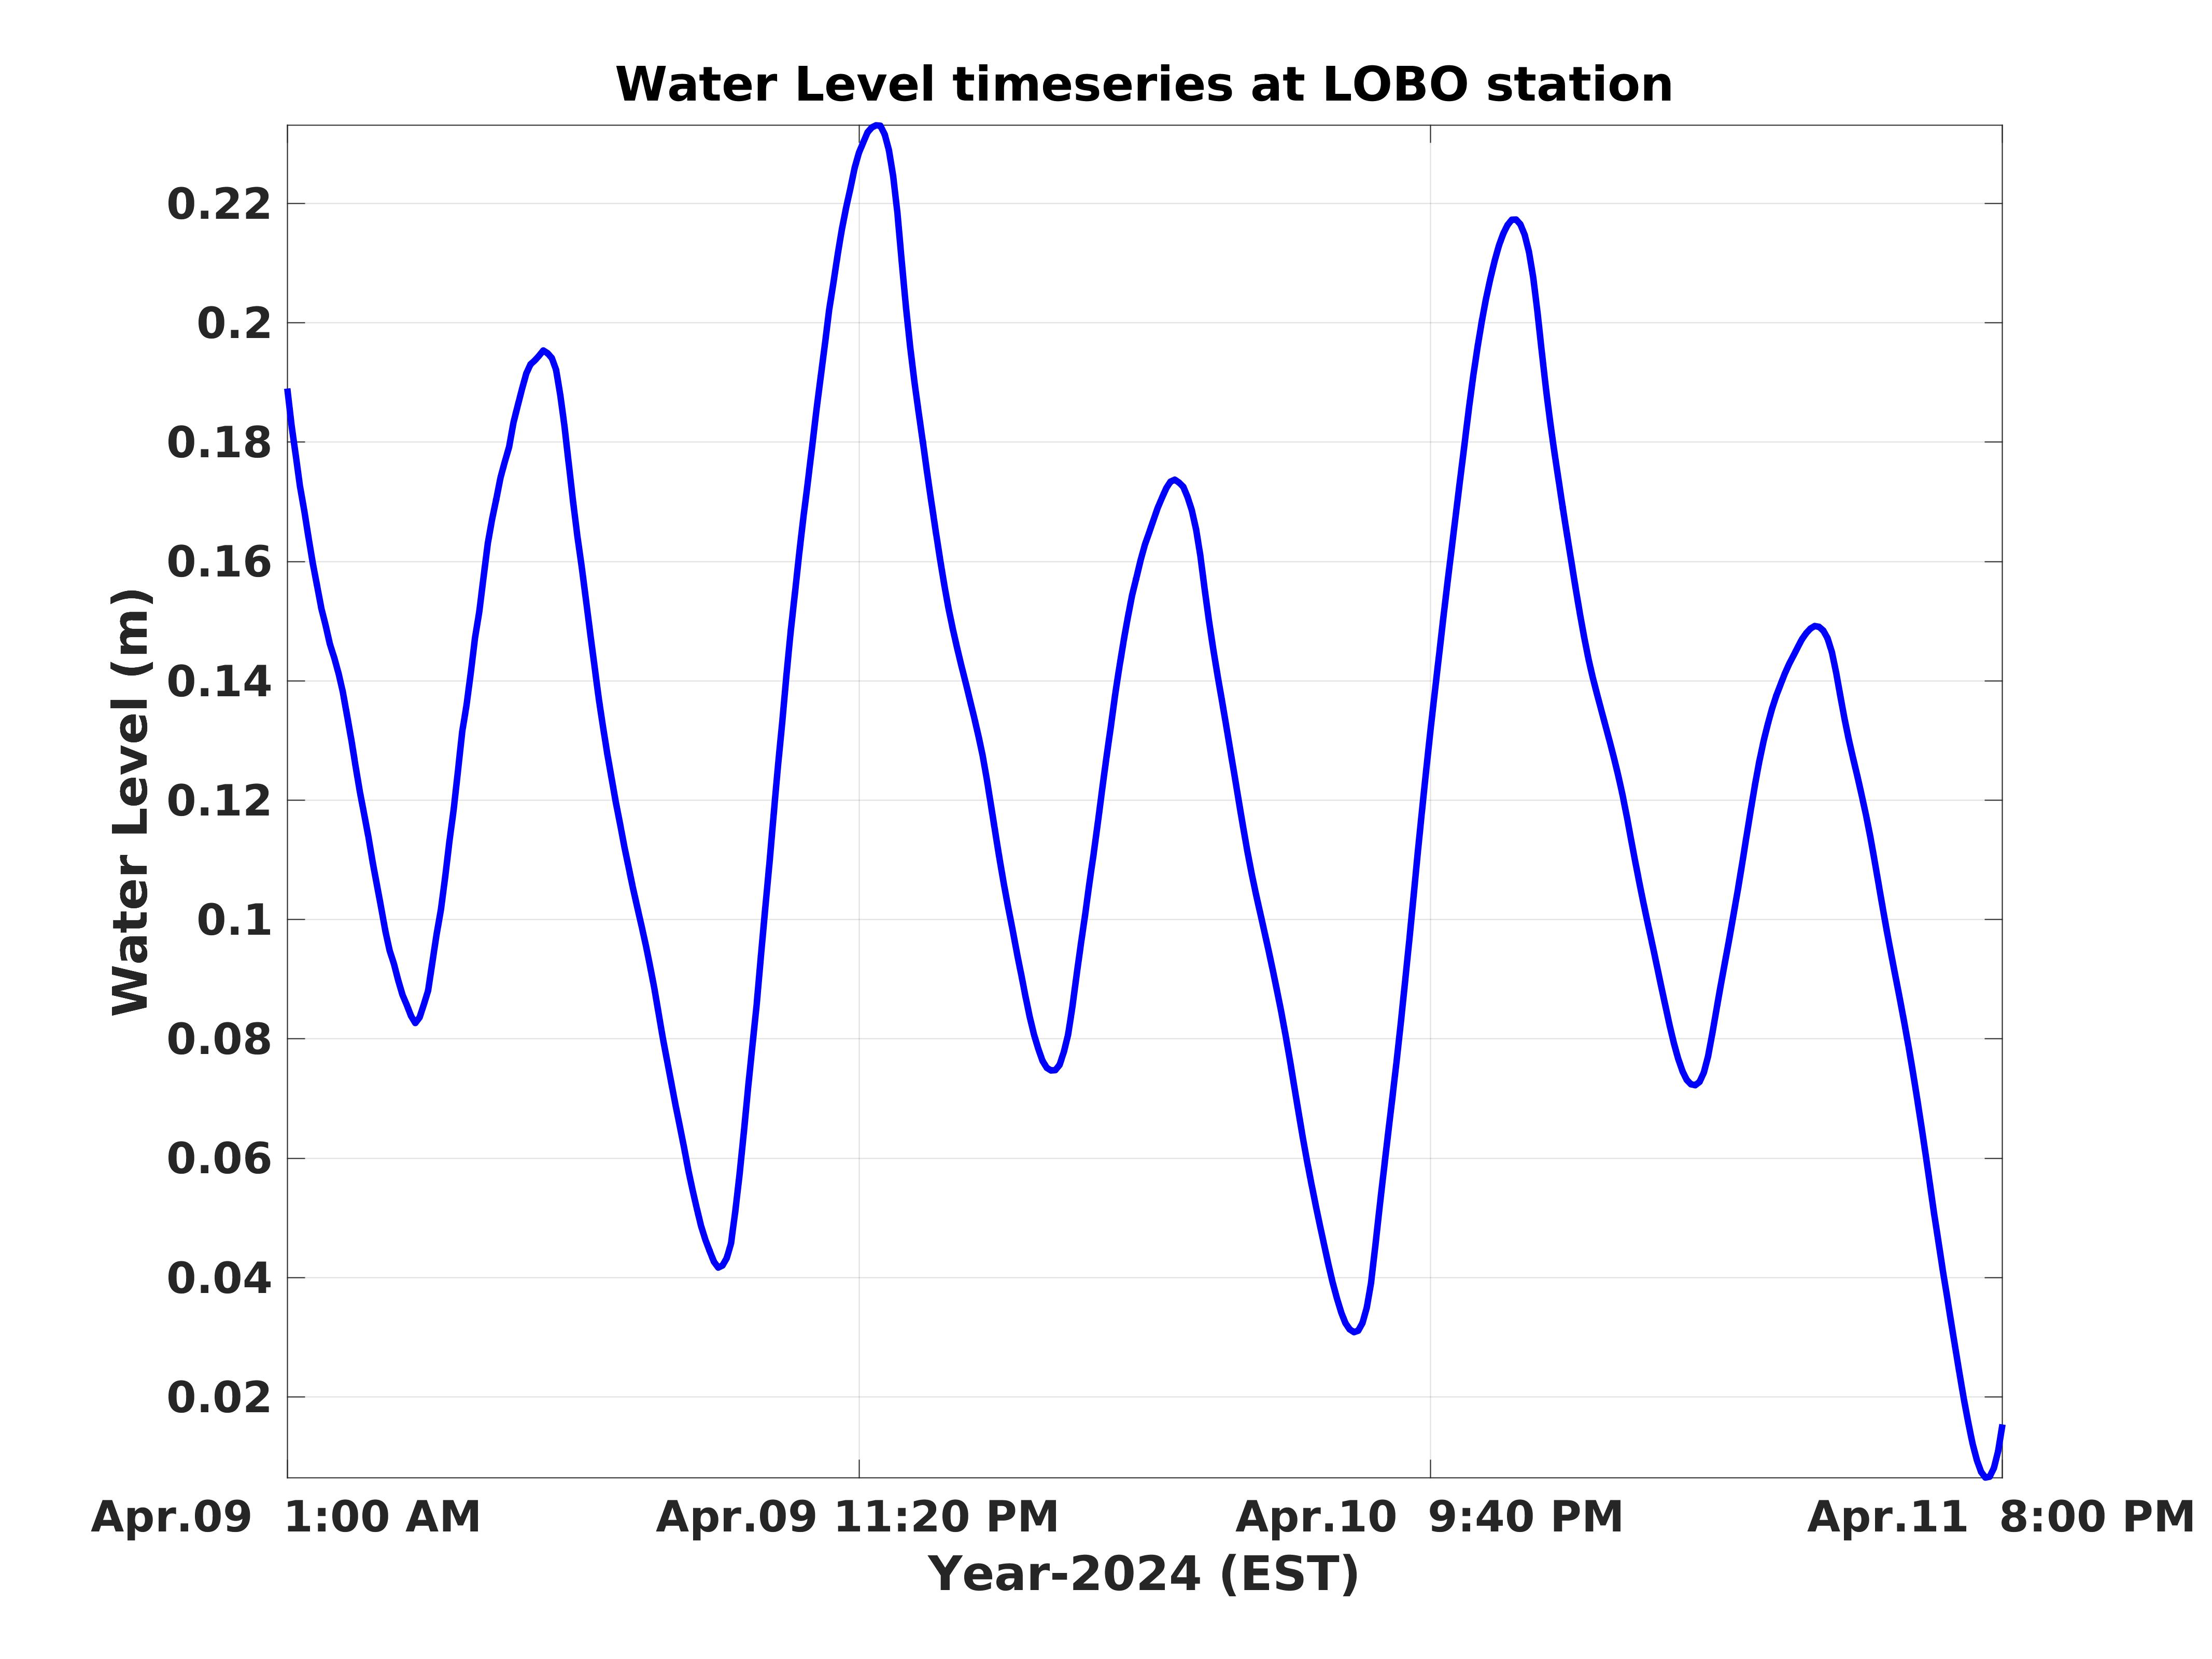 Water Level timeseries at LOBO station
Water Level (m)
0.22
0.2
0.18
0.16
0.14
0.12
0.1
0.08
0.06
0.04
0.02
Apr.09  1:00 AM
Apr.09 11:20 PM
Apr.10  9:40 PM
Apr.11  8:00 PM
Year-2024 (EST)